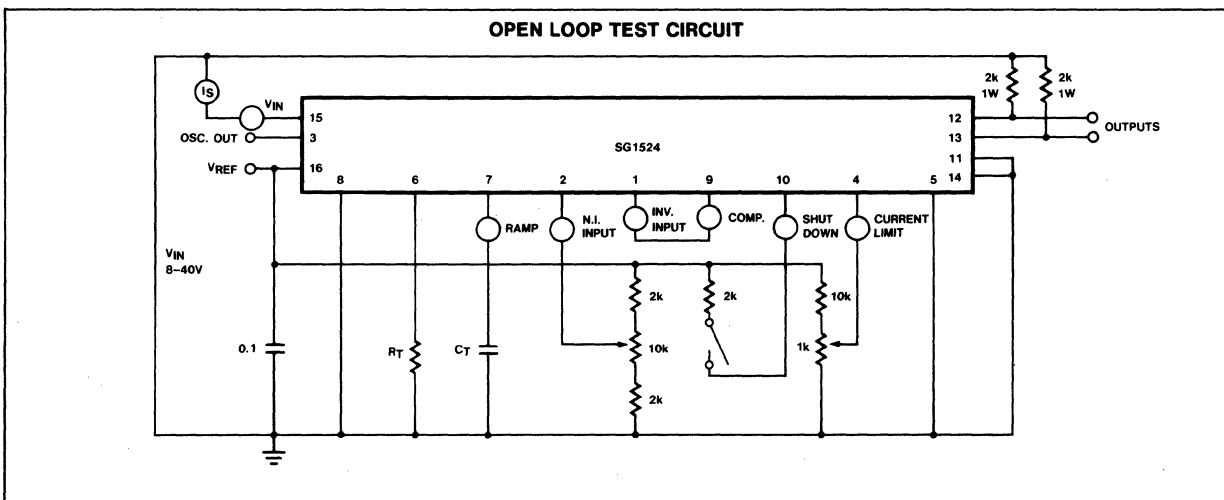 OPEN LOOP TEST CIRCUIT
IS
VIN
OSC. OUT
VREF
15
3
16
SG1524
12
13
11
14
2k
1W
2k
1W
OUTPUTS
8
6
7
2
1
9
10
4
5
RAMP
N.I.
INPUT
INV.
INPUT
COMP.
SHUT
DOWN
CURRENT
LIMIT
VIN
8–40V
0.1
RT
CT
2k
10k
2k
2k
10k
1k